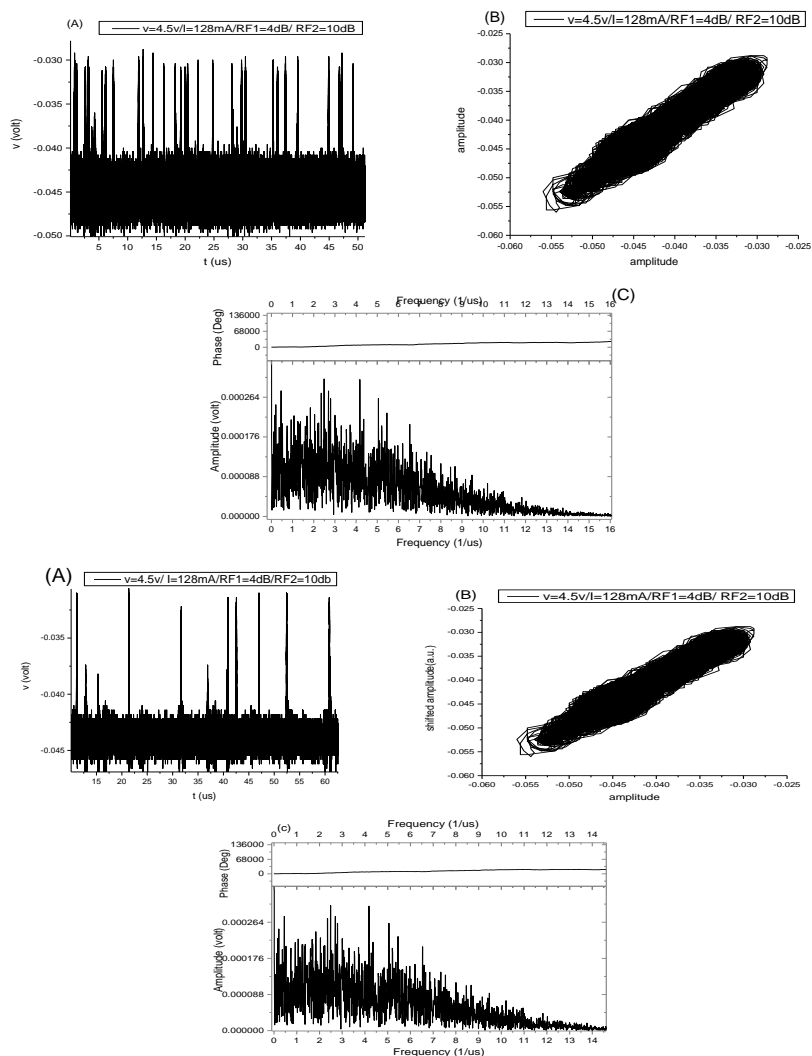 (A)
v=4.5v/I=128mA/RF1=4dB/ RF2=10dB
-0.030
-0.035
-0.040
-0.045
-0.050
v (volt)
5 10 15 20 25 30 35 40 45 50
t (us)
(B)
v=4.5v/I=128mA/RF1=4dB/ RF2=10dB
-0.025
-0.030
-0.035
-0.040
-0.045
-0.050
-0.055
-0.060
amplitude
-0.060 -0.055 -0.050 -0.045 -0.040 -0.035 -0.030 -0.025
amplitude
(C)
Frequency (1/us)
0 1 2 3 4 5 6 7 8 9 10 11 12 13 14 15 16
136000
68000
0
Phase (Deg)
0.000264
0.000176
0.000088
0.000000
Amplitude (volt)
0 1 2 3 4 5 6 7 8 9 10 11 12 13 14 15 16
Frequency (1/us)
(A)
v=4.5v/ I=128mA/RF1=4dB/RF2=10db
-0.035
-0.040
-0.045
v (volt)
15 20 25 30 35 40 45 50 55 60
t (us)
(B)
v=4.5v/I=128mA/RF1=4dB/ RF2=10dB
-0.025
-0.030
-0.035
-0.040
-0.045
-0.050
-0.055
-0.060
shifted amplitude(a.u.)
-0.060 -0.055 -0.050 -0.045 -0.040 -0.035 -0.030 -0.025
amplitude
(c)
Frequency (1/us)
0 1 2 3 4 5 6 7 8 9 10 11 12 13 14
136000
68000
0
Phase (Deg)
0.000264
0.000176
0.000088
0.000000
Amplitude (volt)
0 1 2 3 4 5 6 7 8 9 10 11 12 13 14
Frequency (1/us)